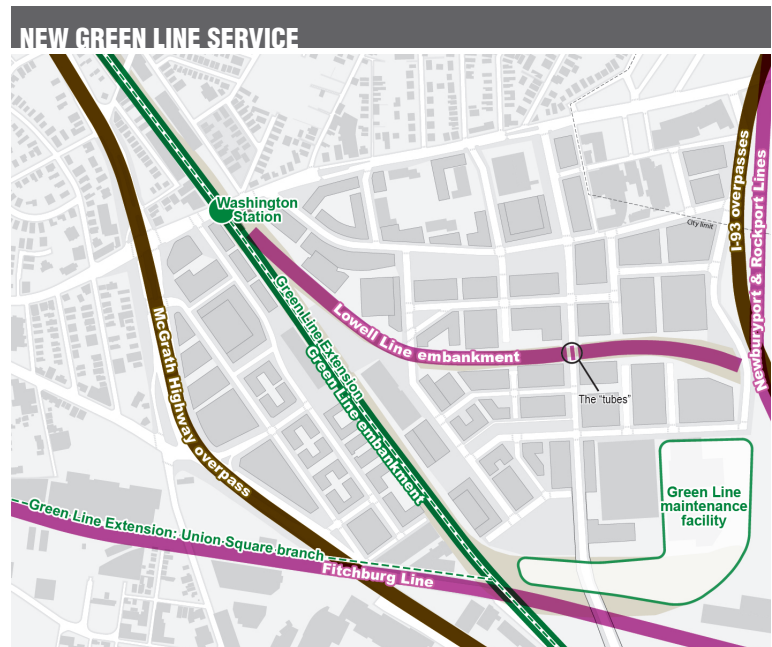 NEW GREEN LINE SERVICE
Washington
Station
City limit
I-93 overpasses
Newburyport & Rockport Lines
Green Line Extension
Green Line embankment
Lowell Line embankment
McGrath Highway overpass
The “tubes”
Green Line
maintenance
facility
Green Line Extension: Union Square branch
Fitchburg Line